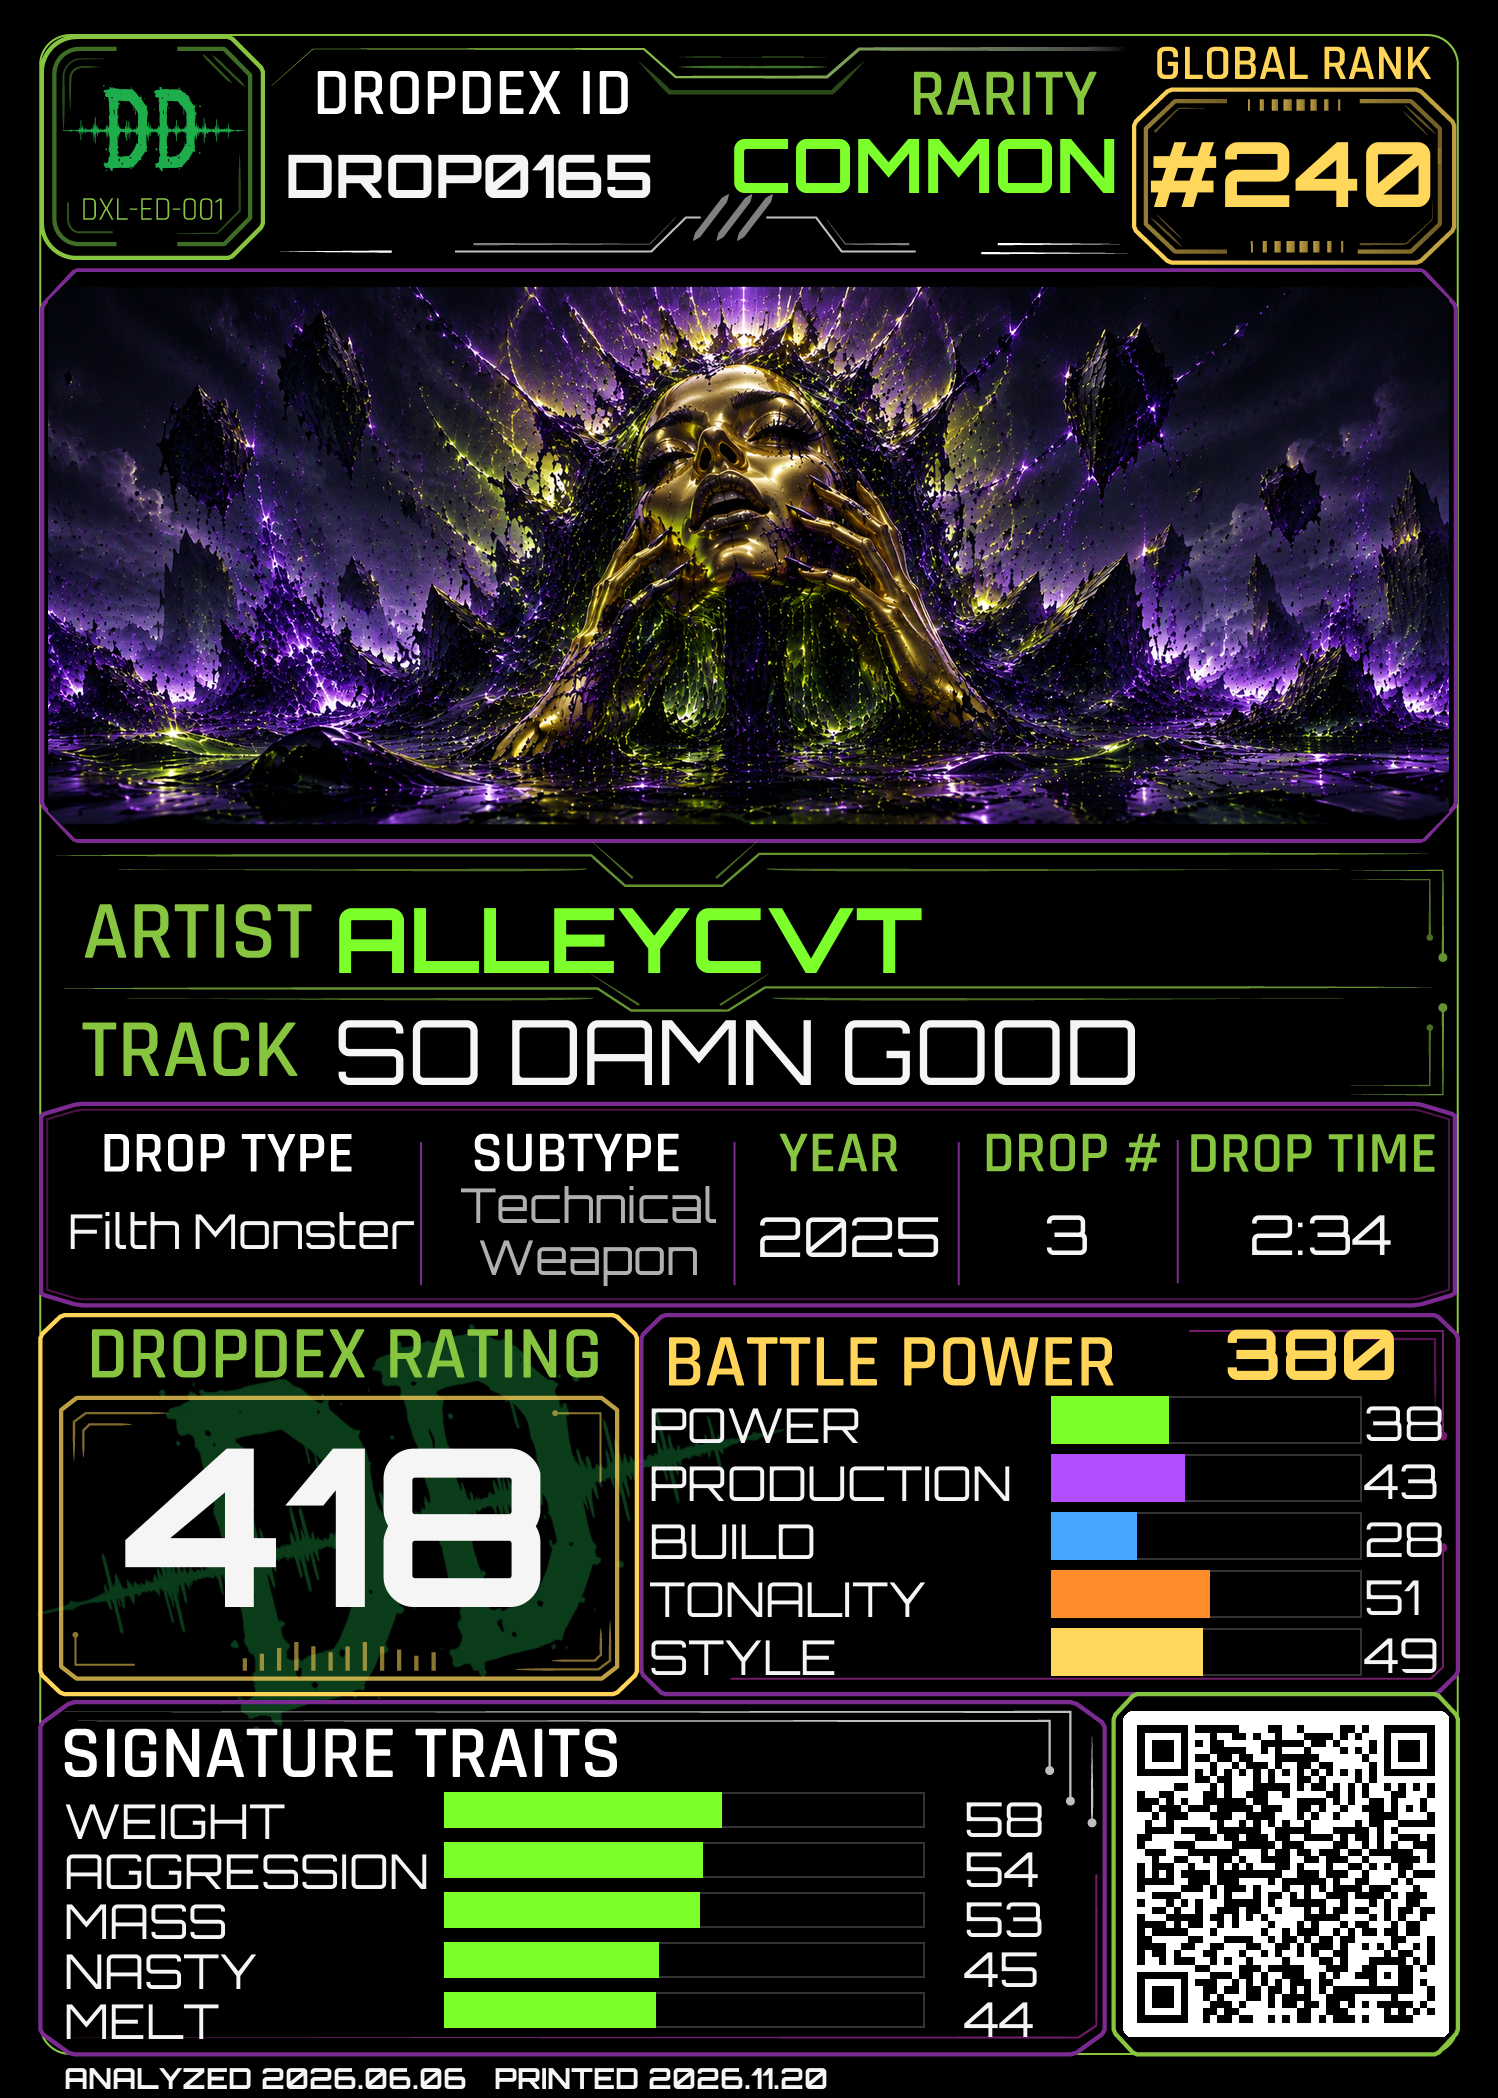 DD
DXL-ED-001
DROPDEX ID
DROP0165
RARITY
COMMON
GLOBAL RANK
#240
ARTIST ALLEYCVT
TRACK SO DAMN GOOD
DROP TYPE
Filth Monster
SUBTYPE
Technical
Weapon
YEAR
2025
DROP #
3
DROP TIME
2:34
DROPDEX RATING
418
BATTLE POWER 380
POWER 38
PRODUCTION 43
BUILD 28
TONALITY 51
STYLE 49
SIGNATURE TRAITS
WEIGHT 58
AGGRESSION 54
MASS 53
NASTY 45
MELT 44
ANALYZED 2026.06.06 PRINTED 2026.11.20